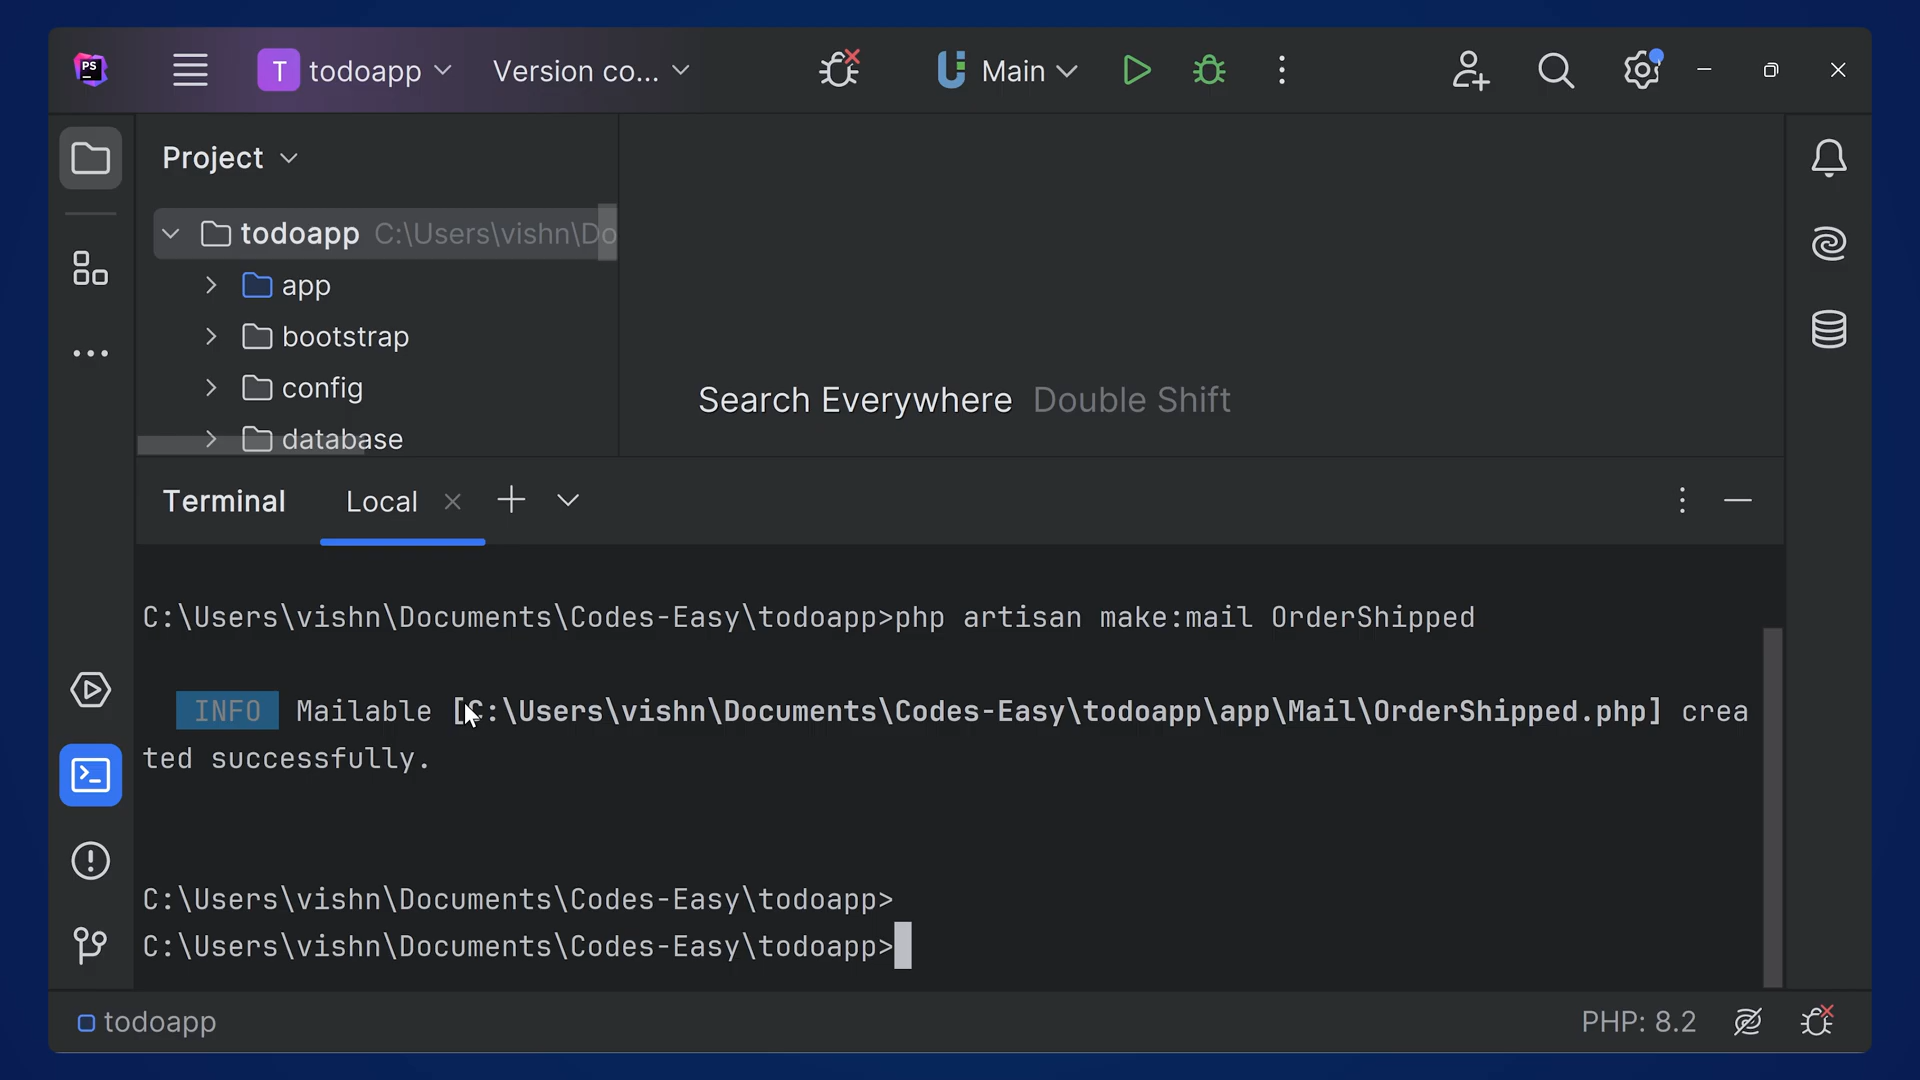 PS
T todoapp Version co... Main
Project
todoapp C:\Users\vishn\Do
app
bootstrap
config
database
Search Everywhere Double Shift
Terminal Local
C:\Users\vishn\Documents\Codes-Easy\todoapp>php artisan make:mail OrderShipped
INFO Mailable [C:\Users\vishn\Documents\Codes-Easy\todoapp\app\Mail\OrderShipped.php] crea
ted successfully.
C:\Users\vishn\Documents\Codes-Easy\todoapp>
C:\Users\vishn\Documents\Codes-Easy\todoapp>
todoapp PHP: 8.2